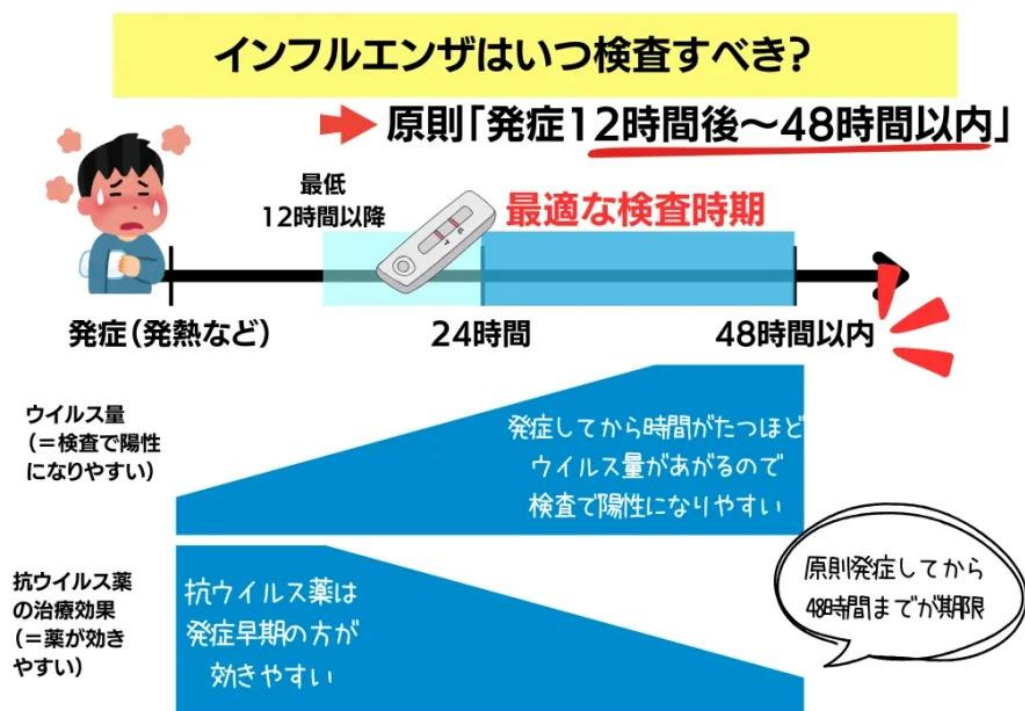 インフルエンザはいつ検査すべき?
原則「発症12時間後～48時間以内」
最低
12時間以降
最適な検査時期
発症(発熱など)
24時間
48時間以内
ウイルス量
(=検査で陽性
になりやすい)
発症してから時間がたつほど
ウイルス量があがるので
検査で陽性になりやすい
抗ウイルス薬
の治療効果
(=薬が効き
やすい)
抗ウイルス薬は
発症早期の方が
効きやすい
原則発症してから
48時間までが期限